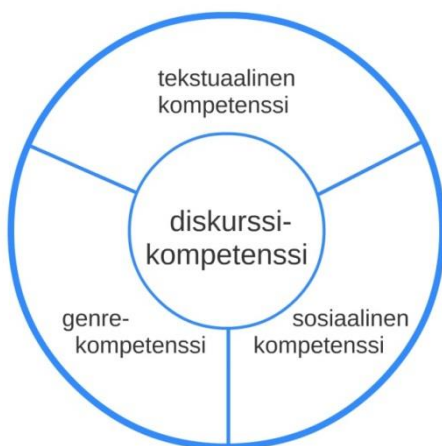 tekstuaalinen
kompetenssi
diskurssi-
kompetenssi
genre-
kompetenssi
sosiaalinen
kompetenssi